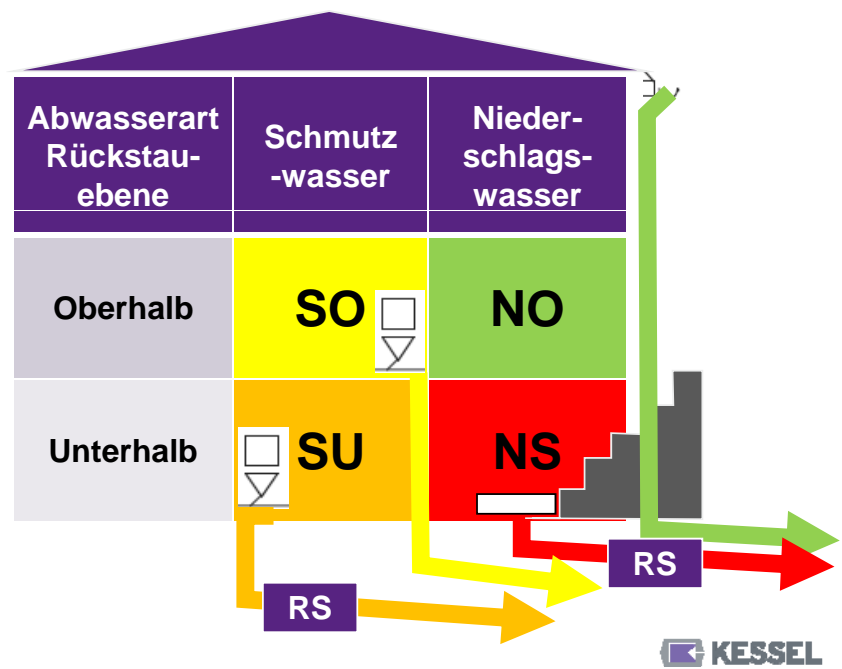 Abwasserart
Rückstau-
ebene
Schmutz
-wasser
Nieder-
schlags-
wasser
Oberhalb
SO
NO
Unterhalb
SU
NS
RS
RS
KESSEL